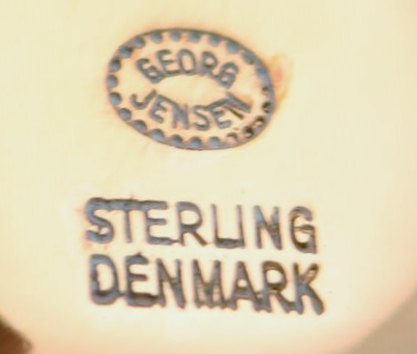 GEORG
JENSEN
STERLING
DENMARK